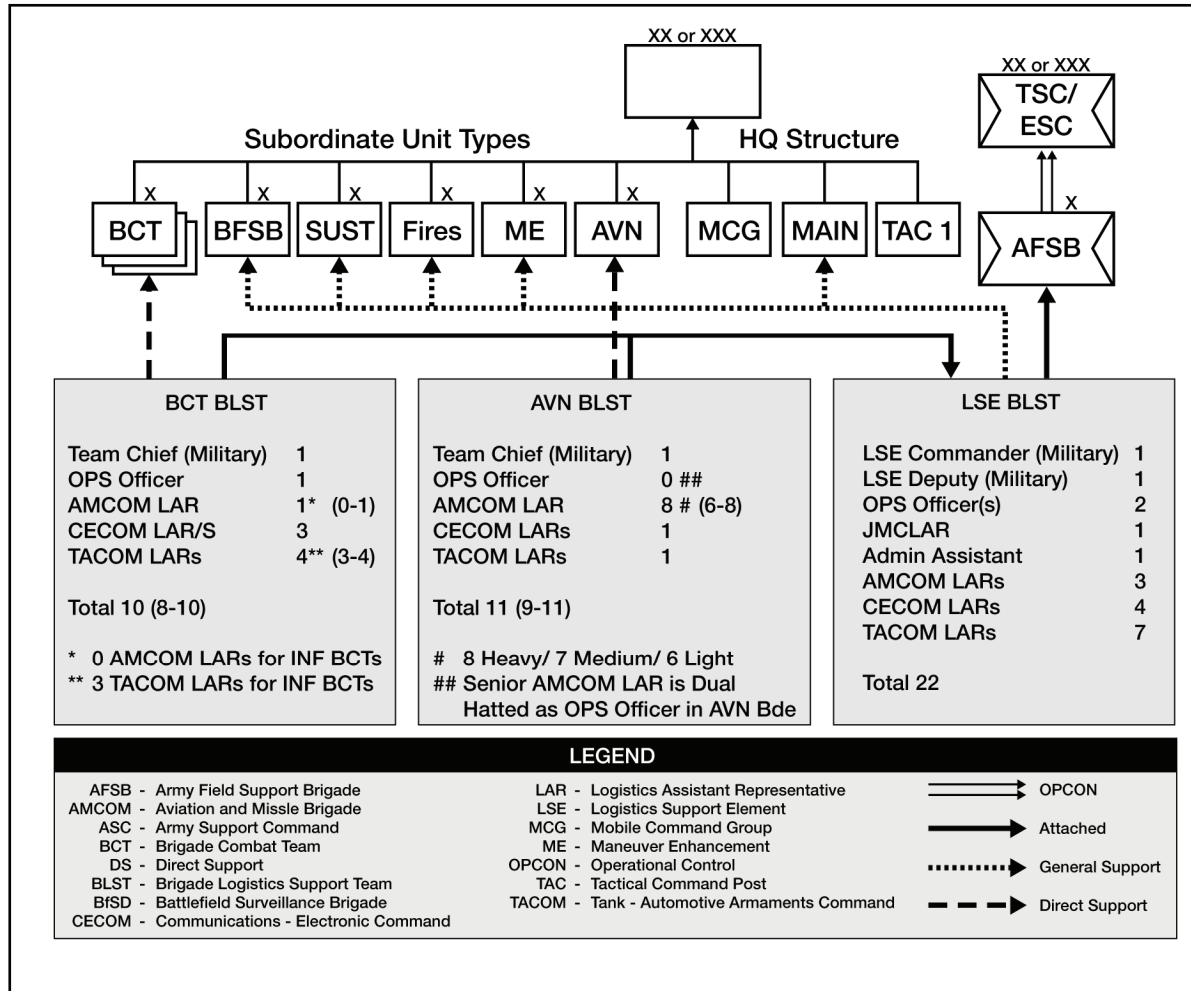 XX or XXX
XX or XXX
TSC/
ESC
Subordinate Unit Types
HQ Structure
X X X X X X
X
BCT BFSB SUST Fires ME AVN MCG MAIN TAC 1
AFSB
BCT BLST
Team Chief (Military) 1
OPS Officer 1
AMCOM LAR 1* (0-1)
CECOM LAR/S 3
TACOM LARs 4** (3-4)
Total 10 (8-10)
* 0 AMCOM LARs for INF BCTs
** 3 TACOM LARs for INF BCTs
AVN BLST
Team Chief (Military) 1
OPS Officer 0 ##
AMCOM LAR 8 # (6-8)
CECOM LARs 1
TACOM LARs 1
Total 11 (9-11)
# 8 Heavy/ 7 Medium/ 6 Light
## Senior AMCOM LAR is Dual
Hatted as OPS Officer in AVN Bde
LSE BLST
LSE Commander (Military) 1
LSE Deputy (Military) 1
OPS Officer(s) 2
JMCLAR 1
Admin Assistant 1
AMCOM LARs 3
CECOM LARs 4
TACOM LARs 7
Total 22
LEGEND
AFSB - Army Field Support Brigade
AMCOM - Aviation and Missle Brigade
ASC - Army Support Command
BCT - Brigade Combat Team
DS - Direct Support
BLST - Brigade Logistics Support Team
BfSD - Battlefield Surveillance Brigade
CECOM - Communications - Electronic Command
LAR - Logistics Assistant Representative
LSE - Logistics Support Element
MCG - Mobile Command Group
ME - Maneuver Enhancement
OPCON - Operational Control
TAC - Tactical Command Post
TACOM - Tank - Automotive Armaments Command
OPCON
Attached
General Support
Direct Support